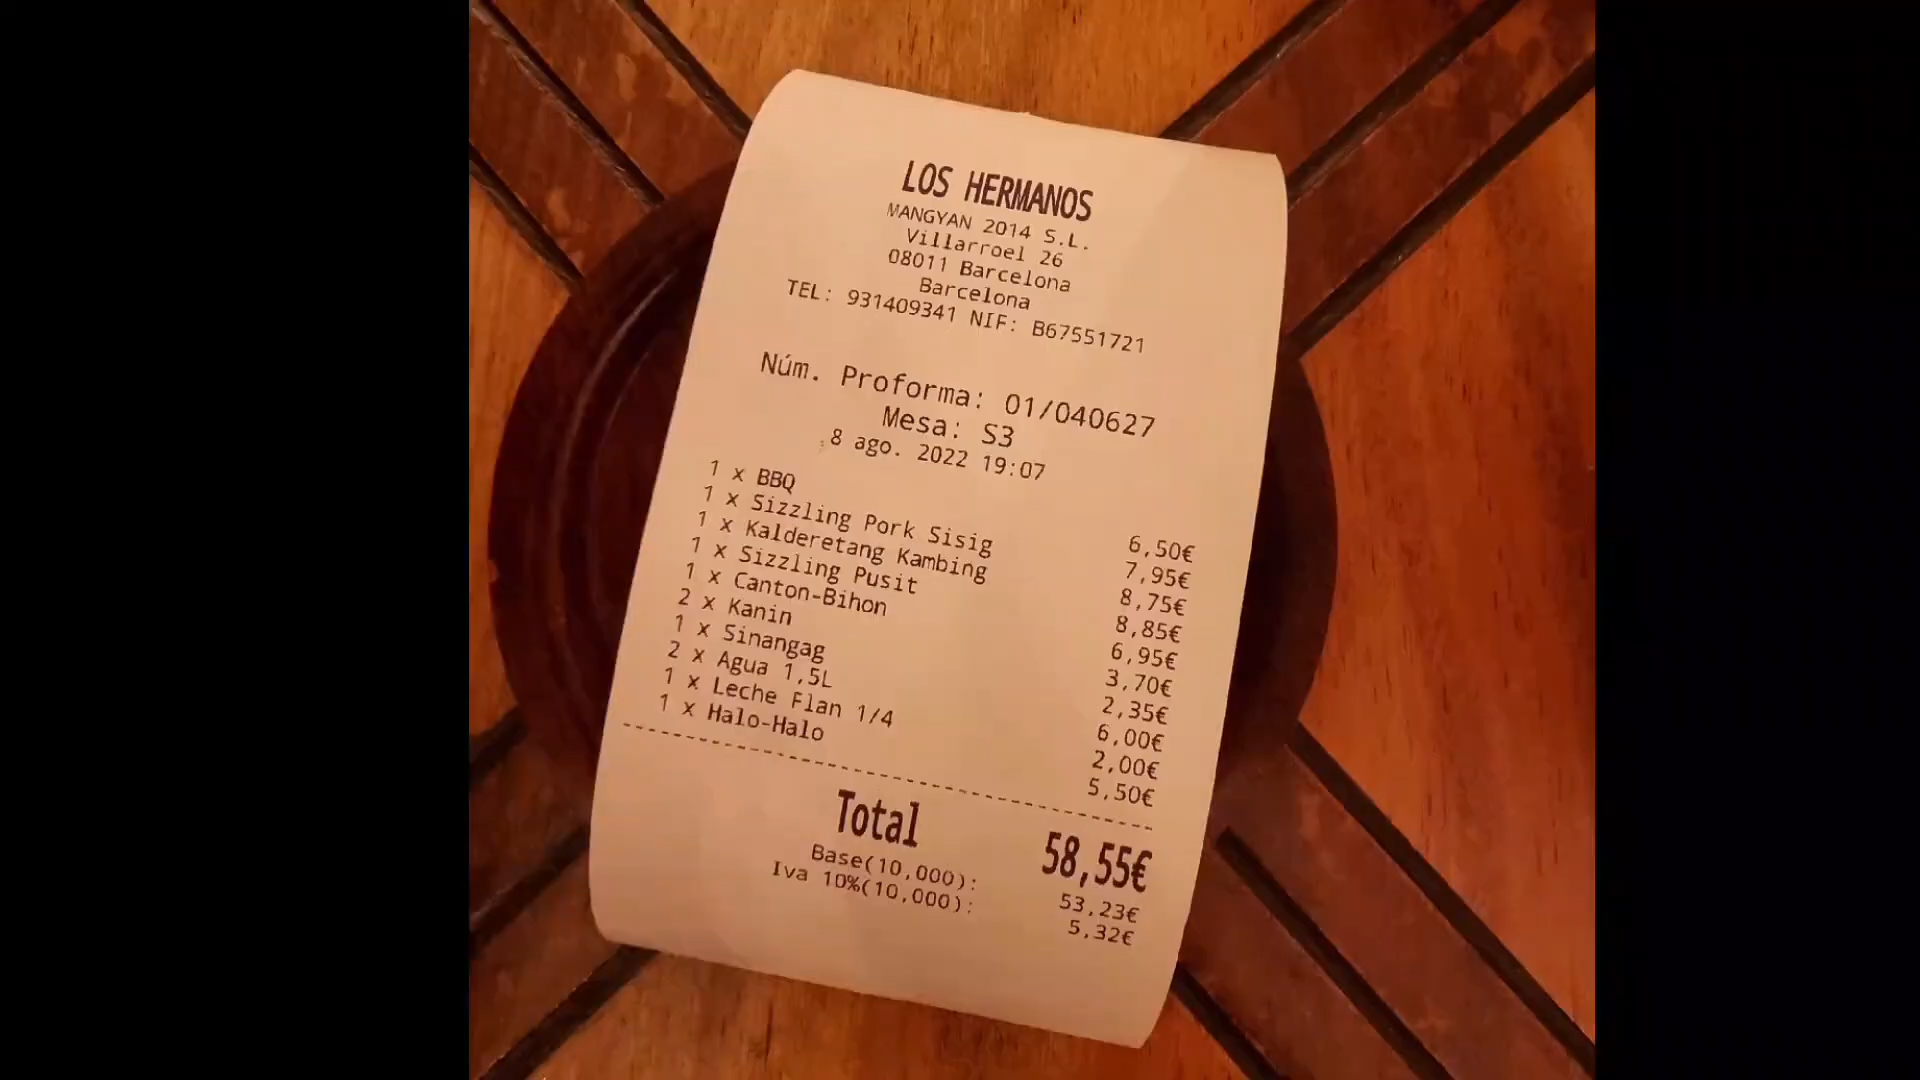 LOS HERMANOS
MANGYAN 2014 S.L.
Villarroel 26
08011 Barcelona
Barcelona
TEL: 931409341 NIF: B67551721
Núm. Proforma: 01/040627
Mesa: S3
8 ago. 2022 19:07
1 x BBQ 6,50€
1 x Sizzling Pork Sisig 7,95€
1 x Kalderetang Kambing 8,75€
1 x Sizzling Pusit 8,85€
1 x Canton-Bihon 6,95€
2 x Kanin 3,70€
1 x Sinangag 2,35€
2 x Agua 1,5L 6,00€
1 x Leche Flan 1/4 2,00€
1 x Halo-Halo 5,50€
Total 58,55€
Base(10,000): 53,23€
Iva 10%(10,000): 5,32€